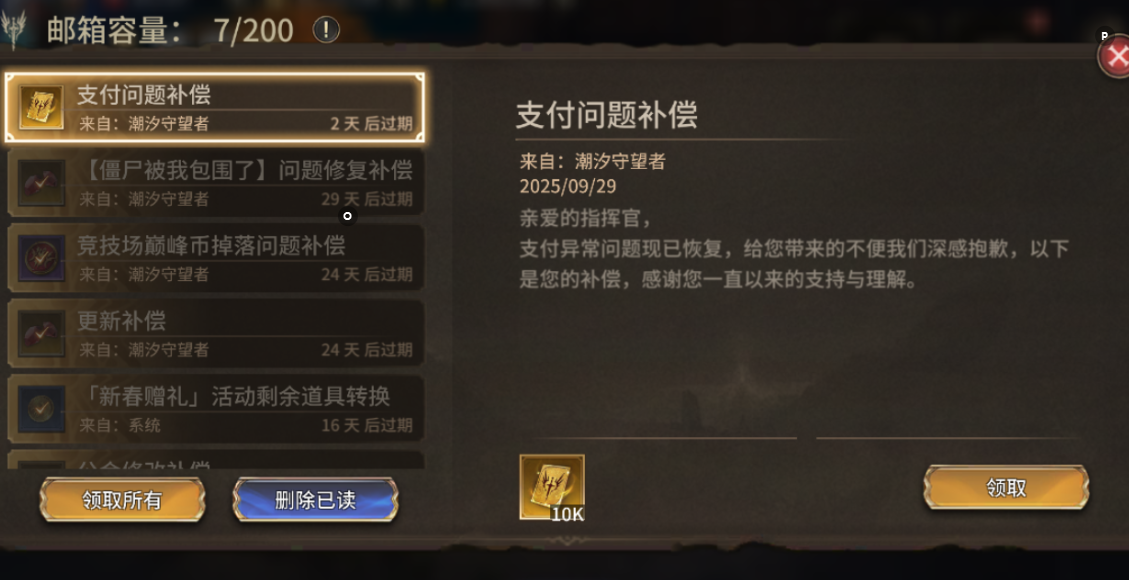 邮箱容量： 7/200 !
P
支付问题补偿
来自：潮汐守望者 2 天 后过期
【僵尸被我包围了】问题修复补偿
来自：潮汐守望者 29 天 后过期
竞技场巅峰币掉落问题补偿
来自：潮汐守望者 24 天 后过期
更新补偿
来自：潮汐守望者 24 天 后过期
「新春赠礼」活动剩余道具转换
来自：系统 16 天 后过期
领取所有
删除已读
支付问题补偿
来自：潮汐守望者
2025/09/29
亲爱的指挥官，
支付异常问题现已恢复，给您带来的不便我们深感抱歉，以下
是您的补偿，感谢您一直以来的支持与理解。
10K
领取